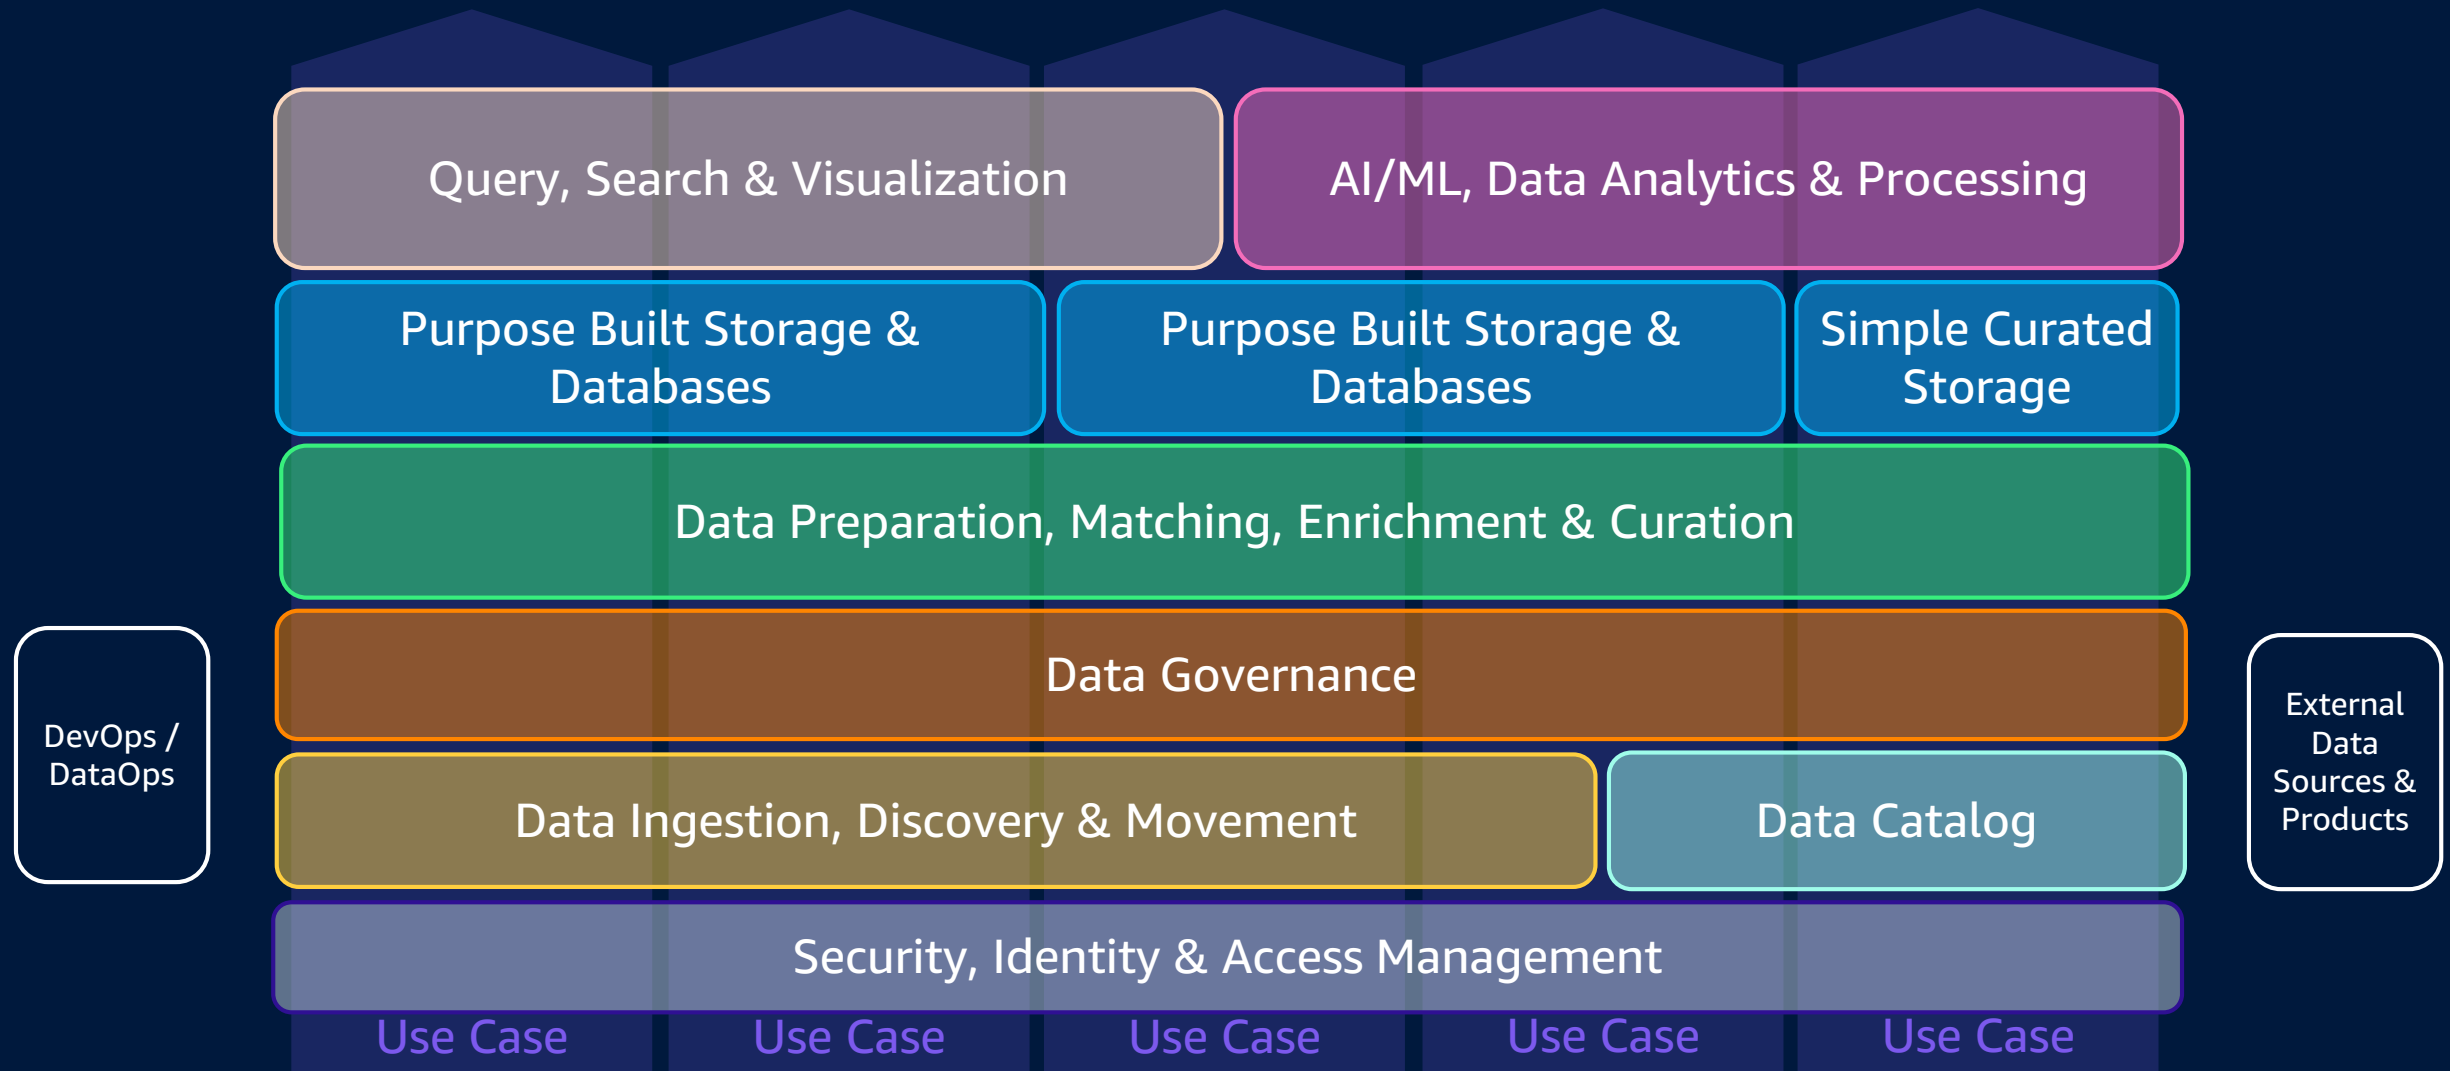 Query, Search & Visualization
AI/ML, Data Analytics & Processing
Purpose Built Storage &
Databases
Purpose Built Storage &
Databases
Simple Curated
Storage
Data Preparation, Matching, Enrichment & Curation
Data Governance
DevOps /
DataOps
External
Data
Sources &
Products
Data Ingestion, Discovery & Movement
Data Catalog
Security, Identity & Access Management
Use Case
Use Case
Use Case
Use Case
Use Case